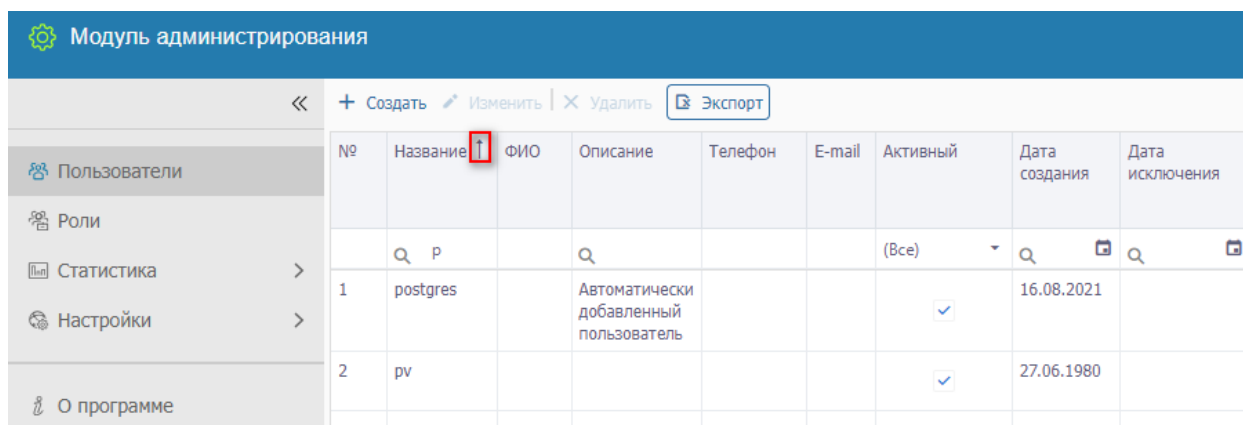 Модуль администрирования
+ Создать Изменить Удалить Экспорт
№ Название ФИО Описание Телефон E-mail Активный Дата создания Дата исключения
Пользователи
Роли
Статистика
Настройки
О программе
p (Все)
1 postgres Автоматически добавленный пользователь 16.08.2021
2 pv 27.06.1980